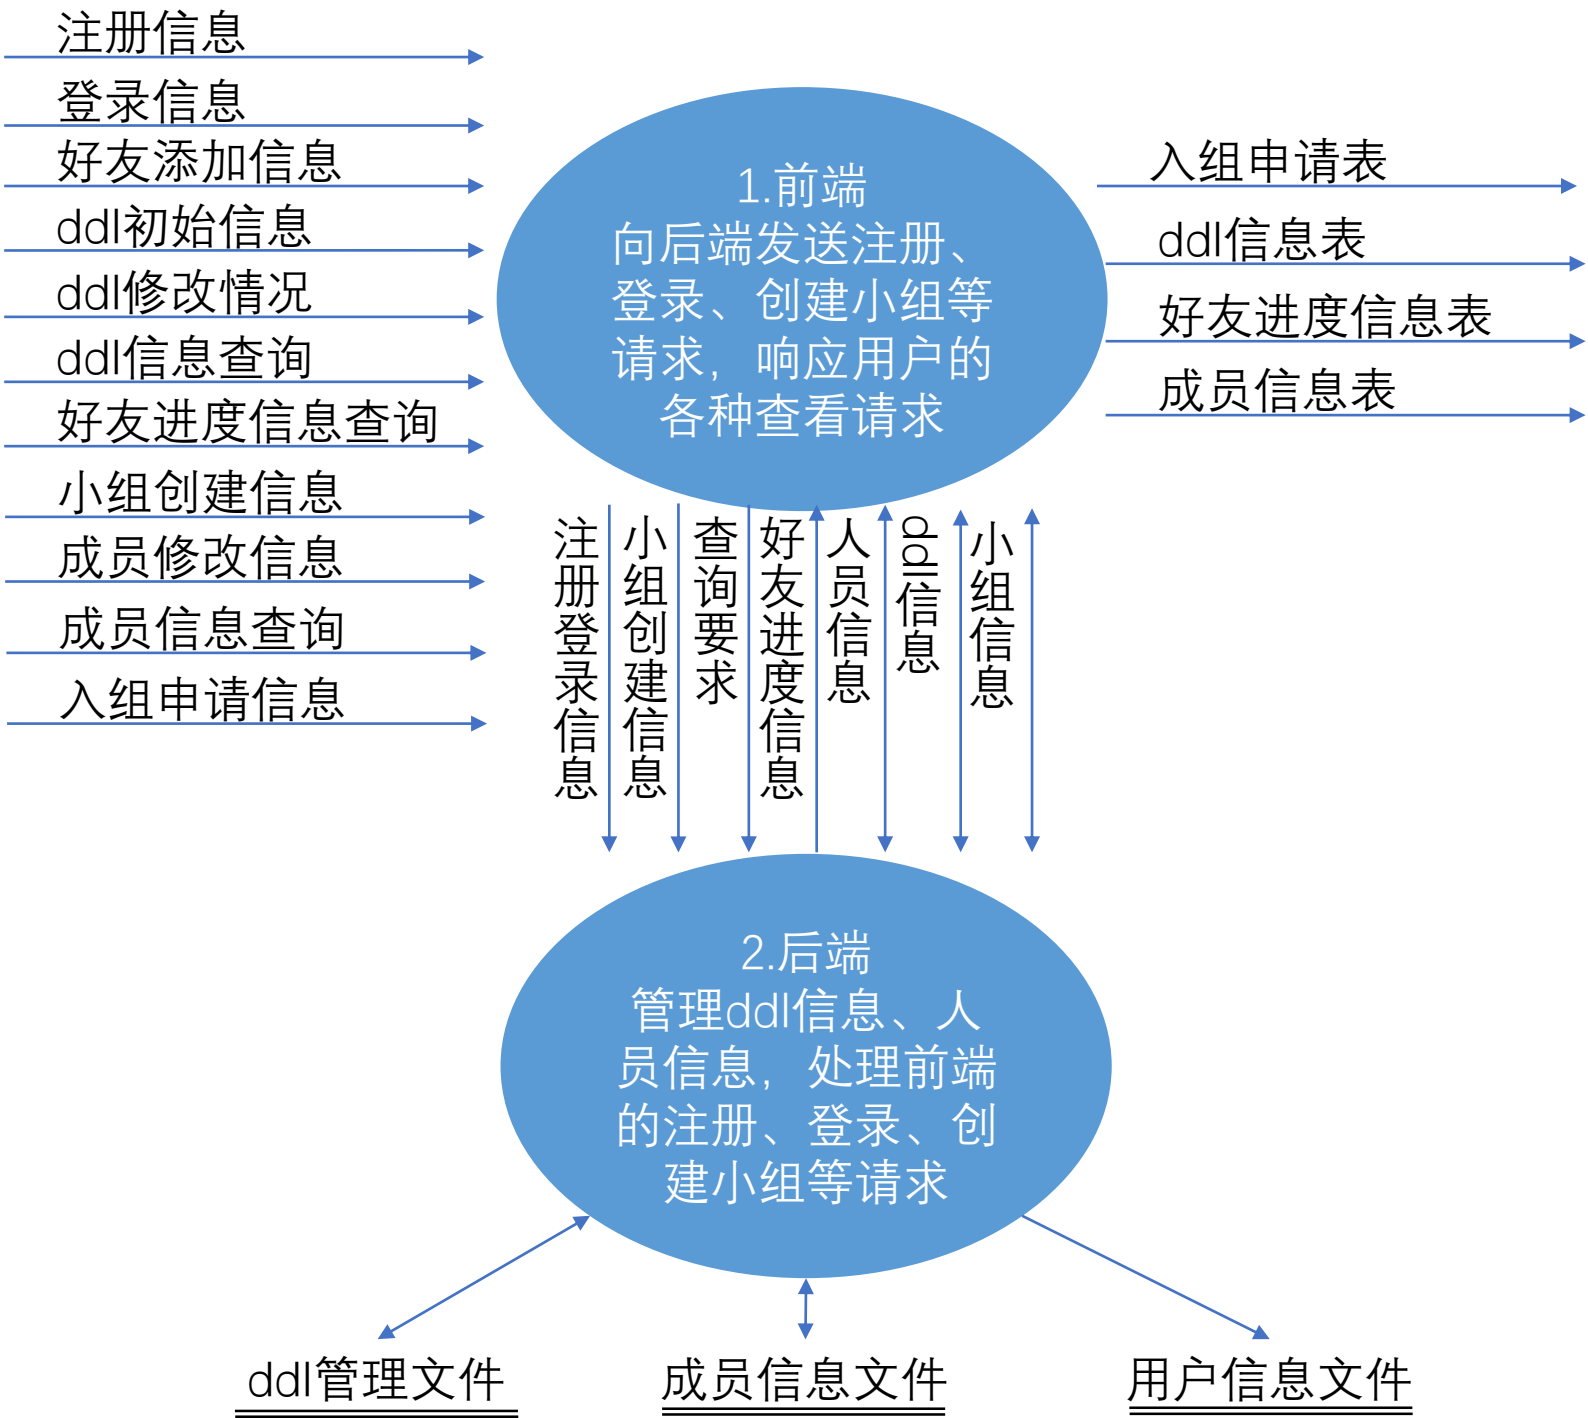 注册信息
登录信息
好友添加信息
ddl初始信息
ddl修改情况
ddl信息查询
好友进度信息查询
小组创建信息
成员修改信息
成员信息查询
入组申请信息
1.前端
向后端发送注册、
登录、创建小组等
请求，响应用户的
各种查看请求
入组申请表
ddl信息表
好友进度信息表
成员信息表
注册登录信息
小组创建信息
查询要求
好友进度信息
人员信息
ddl信息
小组信息
2.后端
管理ddl信息、人
员信息，处理前端
的注册、登录、创
建小组等请求
ddl管理文件
成员信息文件
用户信息文件